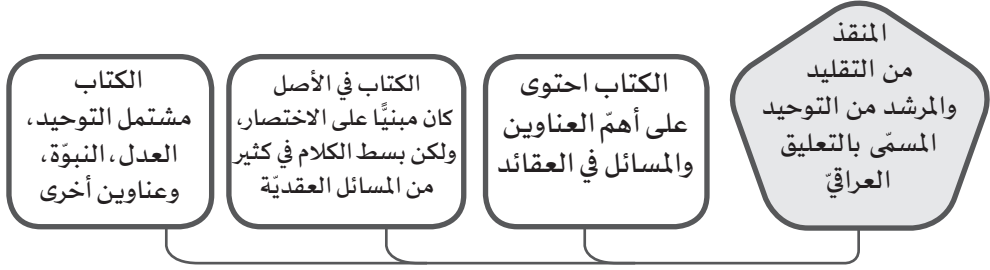 المنقذ
من التقليد
والمرشد من التوحيد
المسمّى بالتعليق
العراقيّ
الكتاب احتوى
على أهمّ العناوين
والمسائل في العقائد
الكتاب في الأصل
كان مبنيًّا على الاختصار،
ولكن بسط الكلام في كثير
من المسائل العقديّة
الكتاب
مشتمل التوحيد،
العدل، النبوّة،
وعناوين أخرى